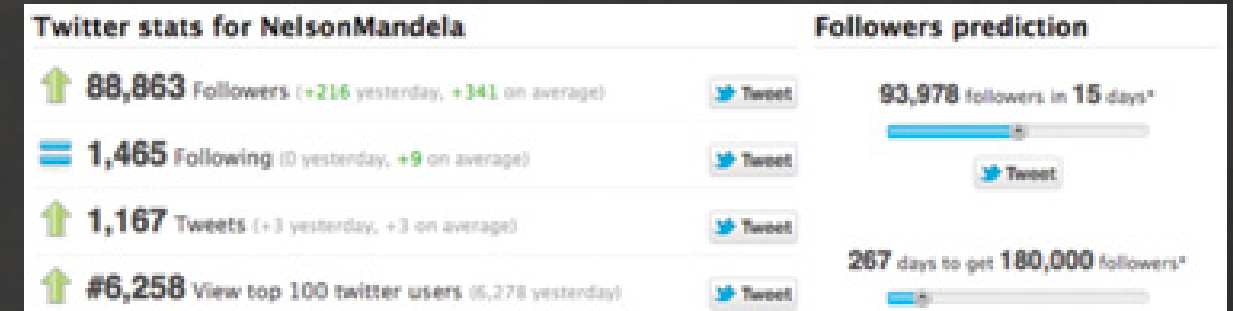 Twitter stats for NelsonMandela
88,863 Followers (+216 yesterday, +341 on average)
Tweet
1,465 Following (0 yesterday, +9 on average)
Tweet
1,167 Tweets (+3 yesterday, +3 on average)
Tweet
#6,258 View top 100 twitter users (6,278 yesterday)
Tweet
Followers prediction
93,978 followers in 15 days*
Tweet
267 days to get 180,000 followers*